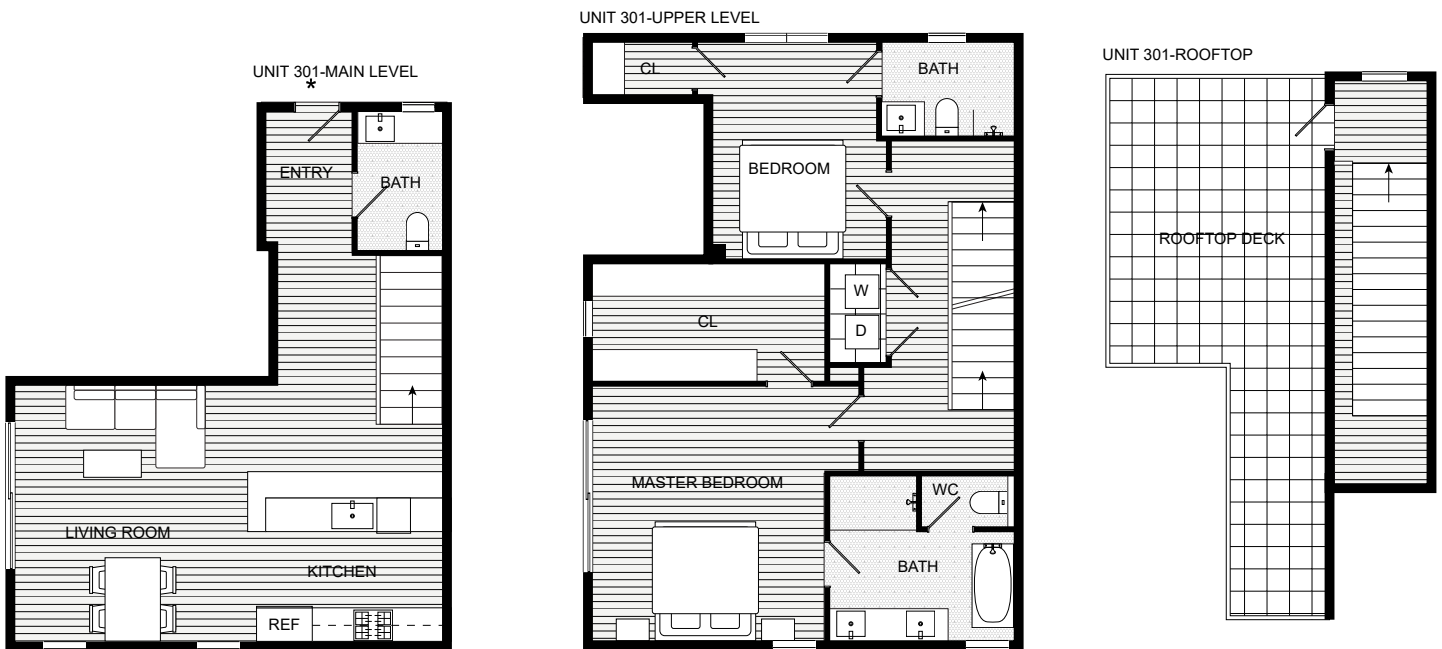 UNIT 301-MAIN LEVEL
*
ENTRY
BATH
LIVING ROOM
KITCHEN
REF
UNIT 301-UPPER LEVEL
CL
BATH
BEDROOM
W
D
CL
MASTER BEDROOM
WC
BATH
UNIT 301-ROOFTOP
ROOFTOP DECK